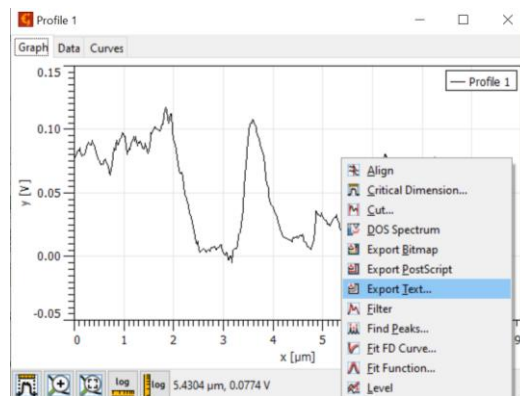 Profile 1
Graph Data Curves
0.15
Profile 1
0.10
0.05
0.00
-0.05
y [V]
0 1 2 3 4 5 9
x [µm]
Align
Critical Dimension...
Cut...
DOS Spectrum
Export Bitmap
Export PostScript
Export Text...
Filter
Find Peaks...
Fit FD Curve...
Fit Function...
Level
log log 5.4304 µm, 0.0774 V